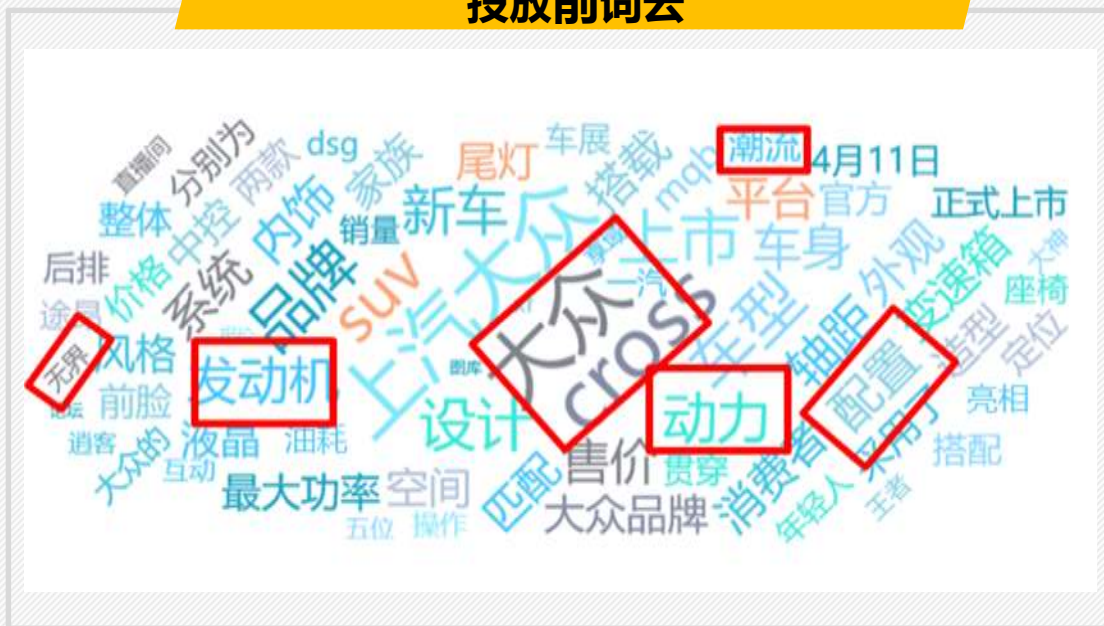 投放前词云
直播间
分别为
两款
dsg
家族
尾灯
车展
搭载
mqb
潮流
4月11日
整体
中控
内饰
销量
新车
大众
上市
平台
官方
正式上市
后排
价格
系统
品牌
suv
上汽
大众
cross
一汽
车身
车型
外观
变速箱
大神
座椅
途昂
无界
风格
发动机
图库
设计
动力
轴距
配置
造型
定位
亮相
论坛
前脸
逍客
大众的
液晶
油耗
互动
最大功率
空间
五位
操作
匹配
售价
贯穿
大众品牌
消费者
采用了
搭配
年轻人
王者